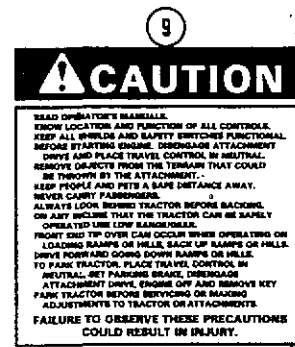 9
CAUTION
READ OPERATOR'S MANUALS.
KNOW LOCATION AND FUNCTION OF ALL CONTROLS.
KEEP ALL SHIELDS AND SAFETY SWITCHES FUNCTIONAL.
BEFORE STARTING ENGINE, DISENGAGE ATTACHMENT
DRIVE AND PLACE TRAVEL CONTROL IN NEUTRAL.
REMOVE OBJECTS FROM THE TERRAIN THAT COULD
BE THROWN BY THE ATTACHMENT.
KEEP PEOPLE AND PETS A SAFE DISTANCE AWAY.
NEVER CARRY PASSENGERS.
ALWAYS LOOK BEHIND TRACTOR BEFORE BACKING.
ON ANY INCLINE THAT THE TRACTOR CAN BE SAFELY
OPERATED USE LOW RANGE
FRONT END TIP OVER CAN OCCUR WHEN OPERATING ON
LOADING RAMPS OR HILLS, BACK UP RAMPS OR HILLS.
DRIVE FORWARD GOING DOWN RAMPS OR HILLS.
TO PARK TRACTOR, PLACE TRAVEL CONTROL IN
NEUTRAL, SET PARKING BRAKE, DISENGAGE
ATTACHMENT DRIVE, ENGINE OFF AND REMOVE KEY
PARK TRACTOR BEFORE SERVICING OR MAKING
ADJUSTMENTS TO TRACTOR OR ATTACHMENTS.
FAILURE TO OBSERVE THESE PRECAUTIONS
COULD RESULT IN INJURY.